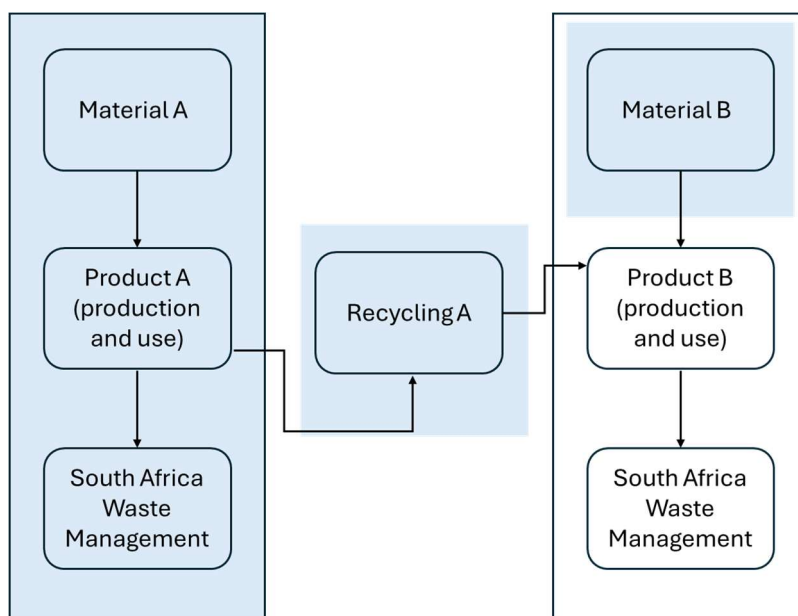 Material A
Product A
(production
and use)
South Africa
Waste
Management
Recycling A
Material B
Product B
(production
and use)
South Africa
Waste
Management